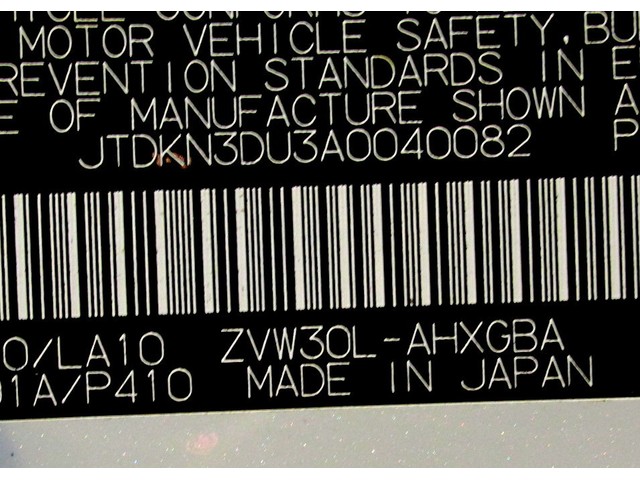 MOTOR VEHICLE SAFETY, BU
REVENTION STANDARDS IN E
E OF MANUFACTURE SHOWN A
JTDKN3DU3A0040082 P
0/LA10 ZVW30L-AHXGBA
01A/P410 MADE IN JAPAN